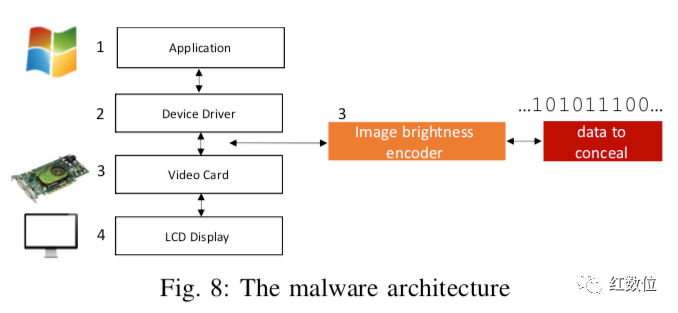 1
Application
2
Device Driver
3
Video Card
4
LCD Display
3
Image brightness
encoder
...101011100...
data to
conceal
Fig. 8: The malware architecture
红数位